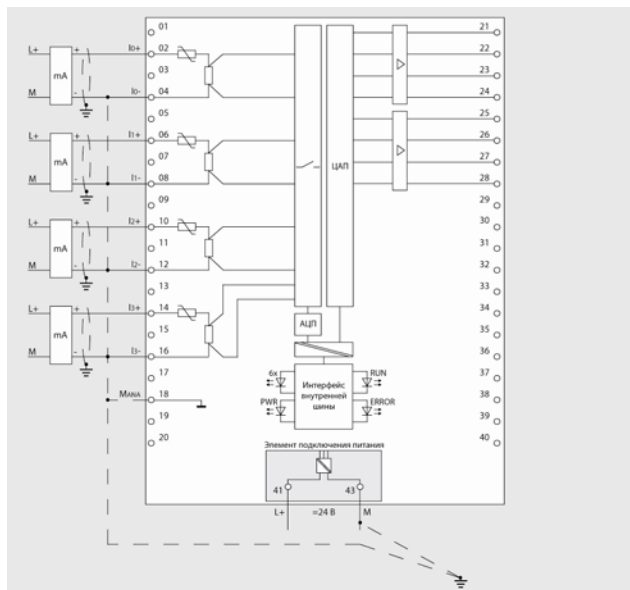 01 21
L+ + I0+ 02 22
mA 03 23
M - I0- 04 24
05 25
L+ + I1+ 06 26
mA 07 27
M - I1- 08 28
09 29
L+ + I2+ 10 30
mA 11 31
M - I2- 12 32
13 33
L+ + I3+ 14 34
mA 15 35
M - I3- 16 36
17 37
MANA 18 38
19 39
20 40
ЦАП
АЦП
6x RUN
PWR ERROR
Интерфейс
внутренней
шины
Элемент подключения питания
41 43
L+ =24 В M